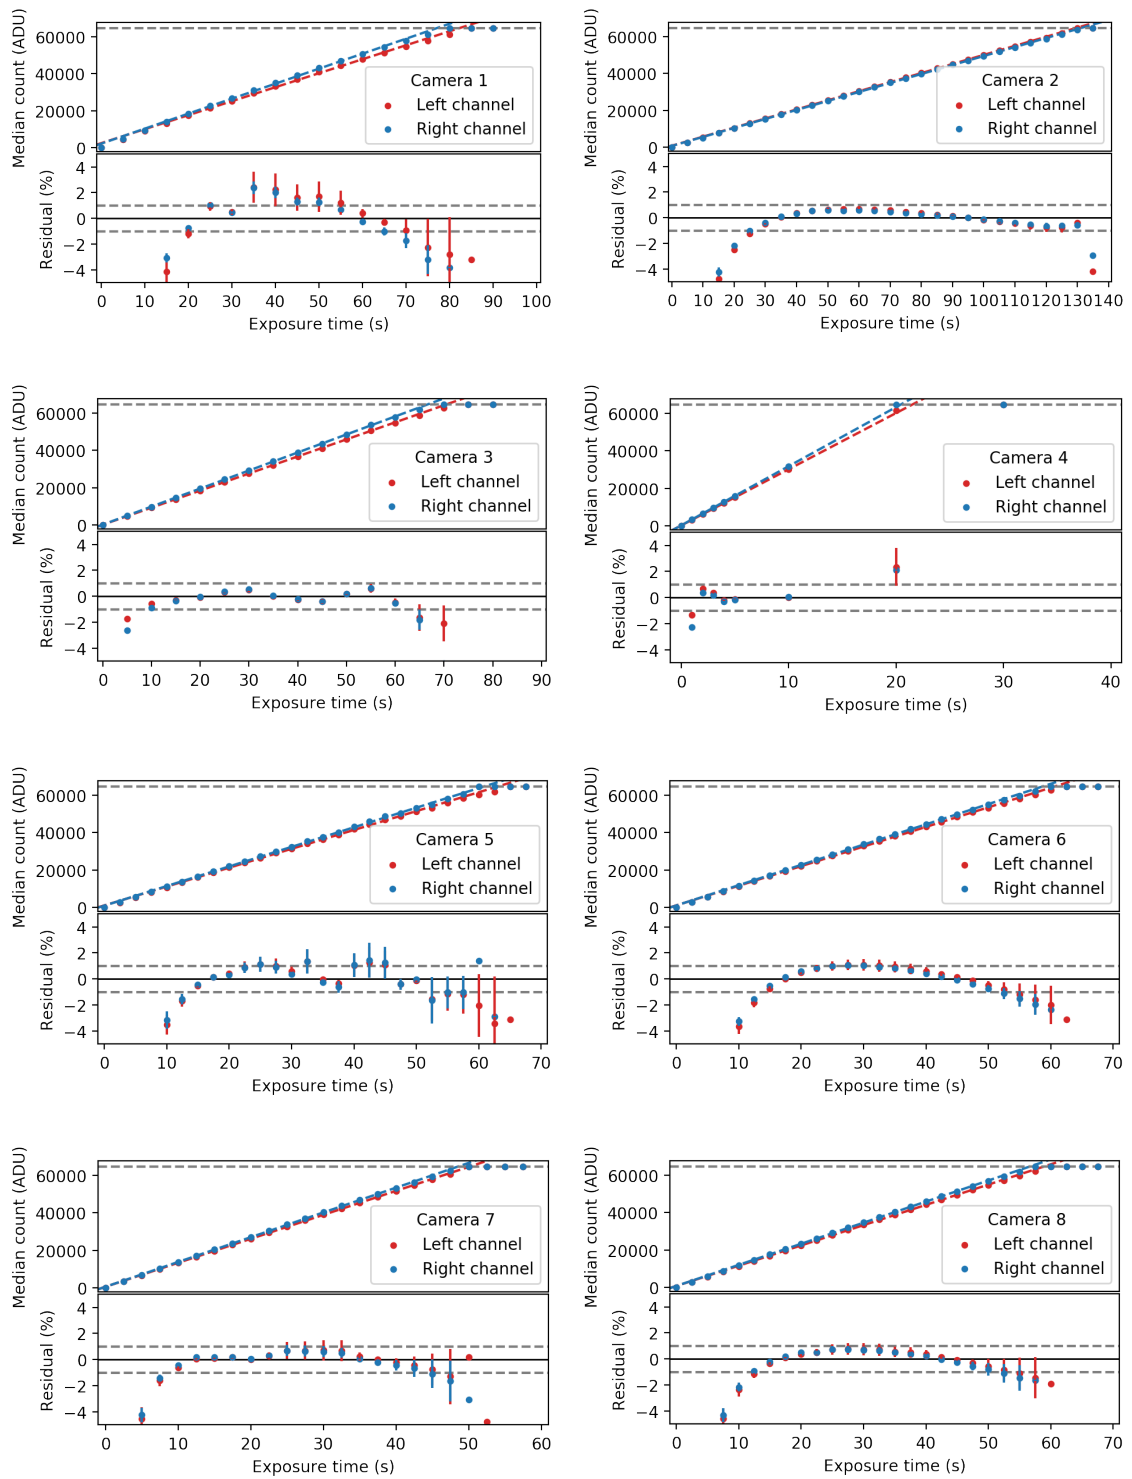 Median count (ADU)
60000
40000
20000
0
Camera 1
Left channel
Right channel
Residual (%)
4
2
0
−2
−4
0 10 20 30 40 50 60 70 80 90 100
Exposure time (s)
Median count (ADU)
60000
40000
20000
0
Camera 2
Left channel
Right channel
Residual (%)
4
2
0
−2
−4
0 10 20 30 40 50 60 70 80 90 100 110 120 130 140
Exposure time (s)
Median count (ADU)
60000
40000
20000
0
Camera 3
Left channel
Right channel
Residual (%)
4
2
0
−2
−4
0 10 20 30 40 50 60 70 80 90
Exposure time (s)
Median count (ADU)
60000
40000
20000
0
Camera 4
Left channel
Right channel
Residual (%)
4
2
0
−2
−4
0 10 20 30 40
Exposure time (s)
Median count (ADU)
60000
40000
20000
0
Camera 5
Left channel
Right channel
Residual (%)
4
2
0
−2
−4
0 10 20 30 40 50 60 70
Exposure time (s)
Median count (ADU)
60000
40000
20000
0
Camera 6
Left channel
Right channel
Residual (%)
4
2
0
−2
−4
0 10 20 30 40 50 60 70
Exposure time (s)
Median count (ADU)
60000
40000
20000
0
Camera 7
Left channel
Right channel
Residual (%)
4
2
0
−2
−4
0 10 20 30 40 50 60
Exposure time (s)
Median count (ADU)
60000
40000
20000
0
Camera 8
Left channel
Right channel
Residual (%)
4
2
0
−2
−4
0 10 20 30 40 50 60 70
Exposure time (s)